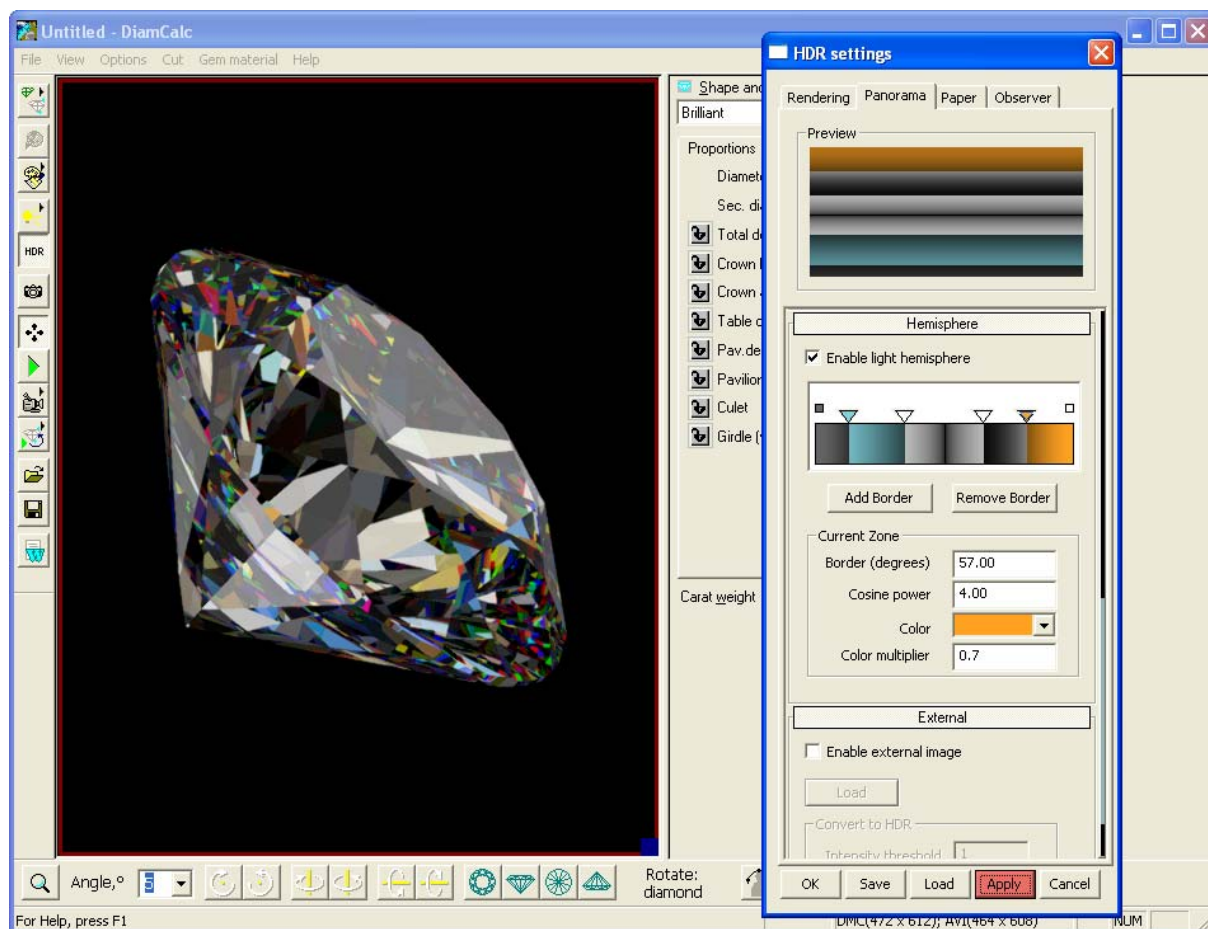 Untitled - DiamCalc
File View Options Cut Gem material Help
HDR
Shape and
Brilliant
Proportions
Diamete
Sec. dia
Total de
Crown
Crown
Table
Pav.de
Pavilion
Culet
Girdle
Carat weight
HDR settings
Rendering Panorama Paper Observer
Preview
Hemisphere
Enable light hemisphere
Add Border Remove Border
Current Zone
Border (degrees) 57.00
Cosine power 4.00
Color
Color multiplier 0.7
External
Enable external image
Load
Convert to HDR
Intensity threshold 1
OK Save Load Apply Cancel
Angle,° 5
Rotate:
diamond
For Help, press F1
DMC(472 x 612); AVI(464 x 608) NUM